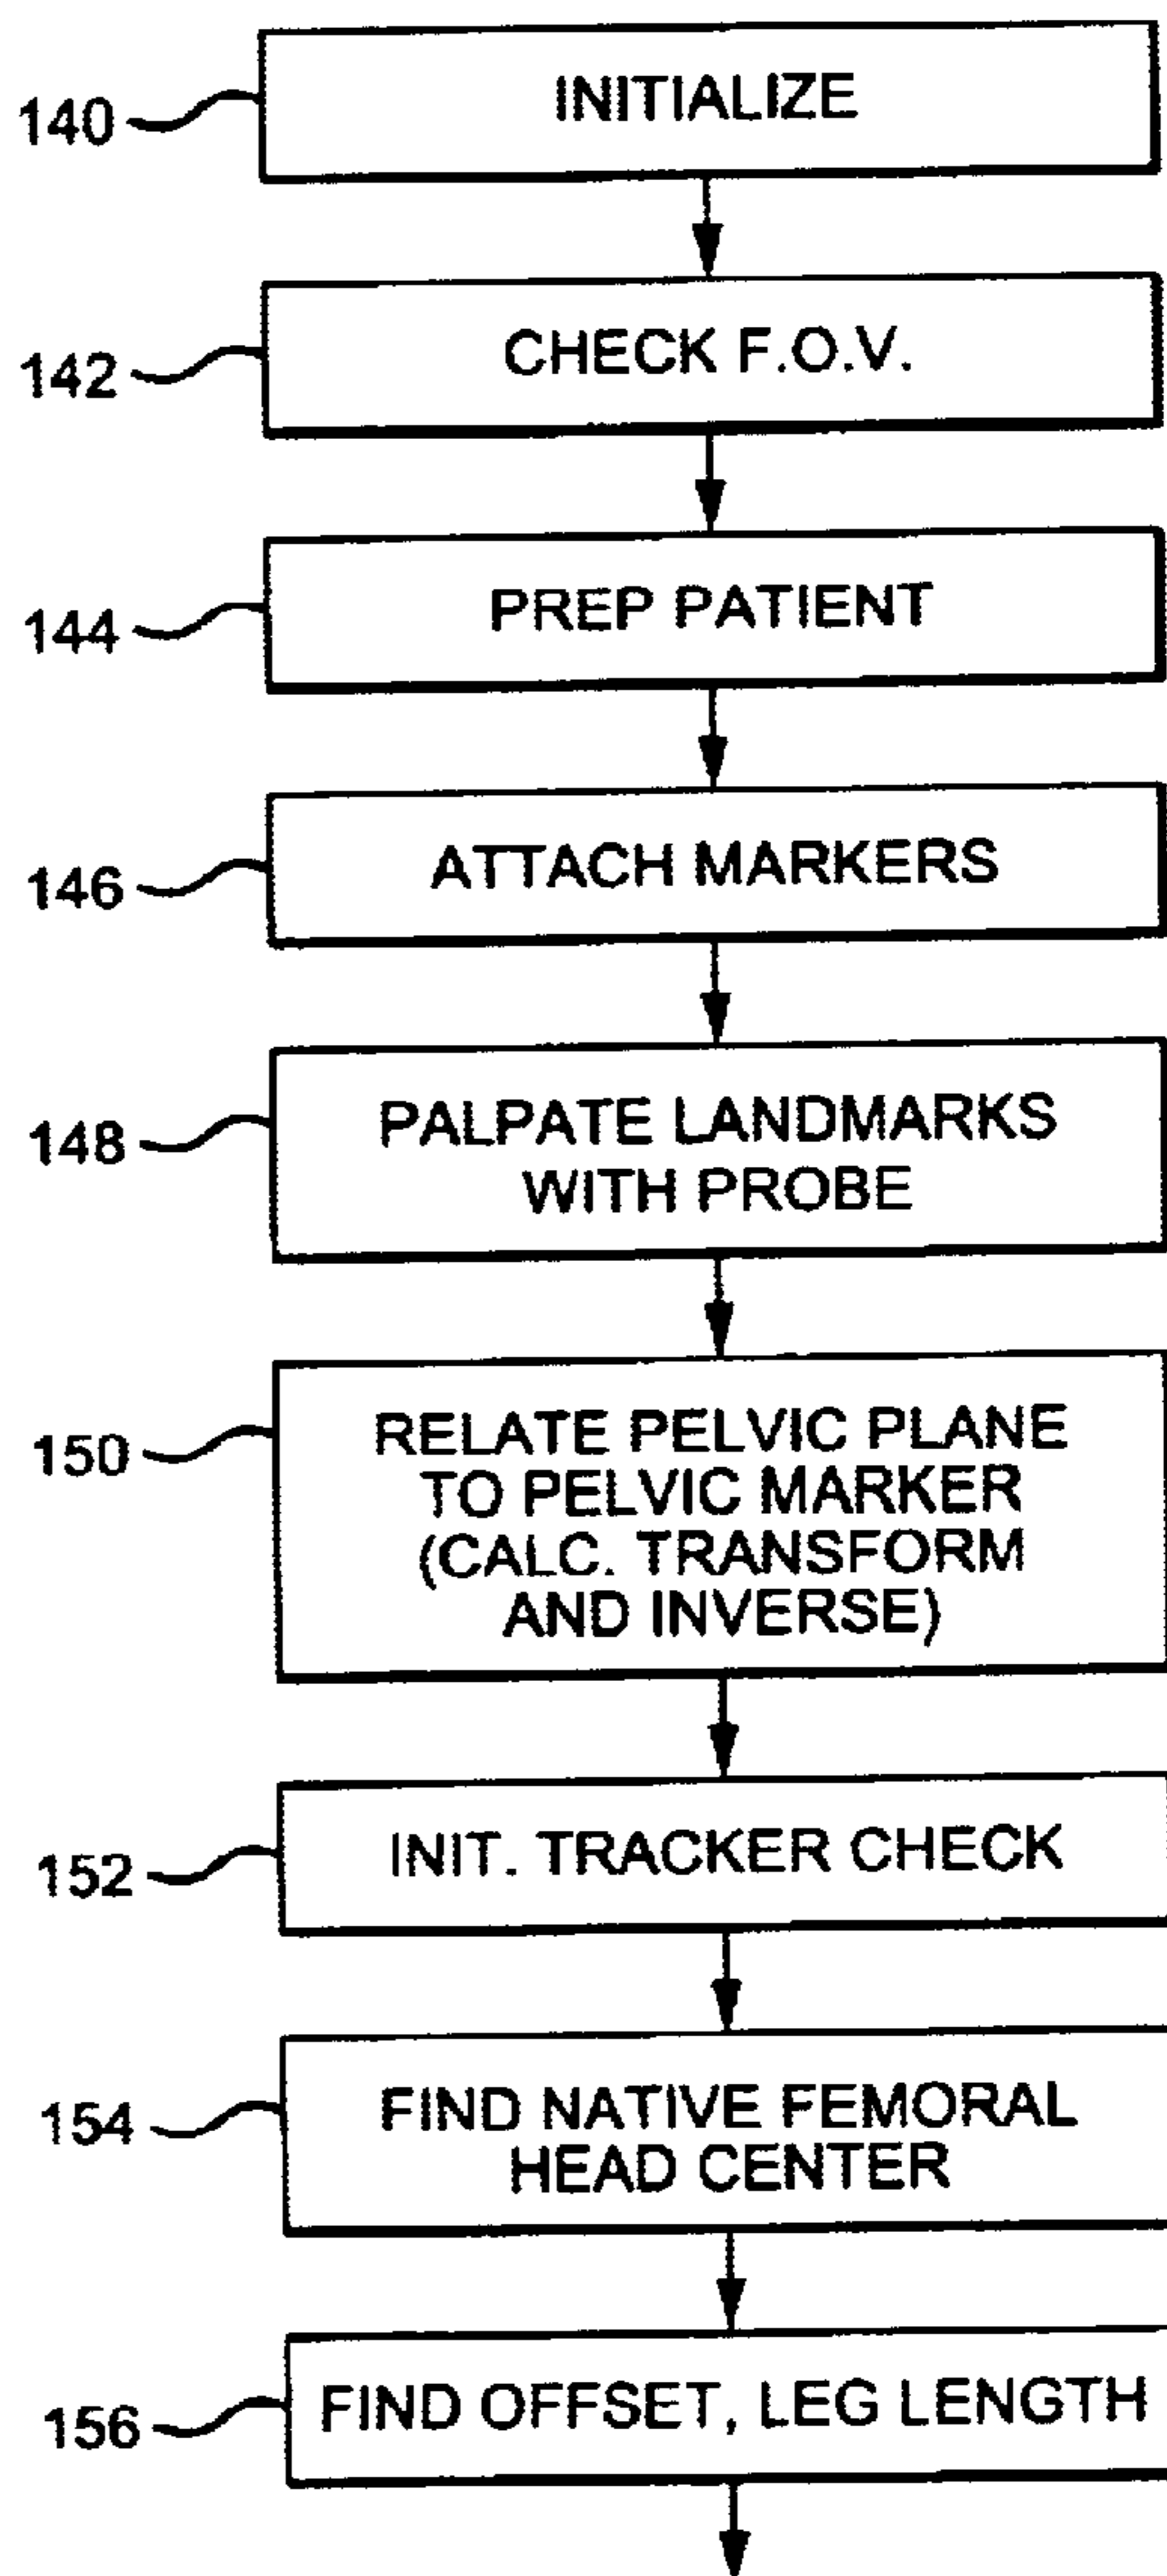 140
INITIALIZE
142
CHECK F.O.V.
144
PREP PATIENT
146
ATTACH MARKERS
148
PALPATE LANDMARKS
WITH PROBE
150
RELATE PELVIC PLANE
TO PELVIC MARKER
(CALC. TRANSFORM
AND INVERSE)
152
INIT. TRACKER CHECK
154
FIND NATIVE FEMORAL
HEAD CENTER
156
FIND OFFSET, LEG LENGTH